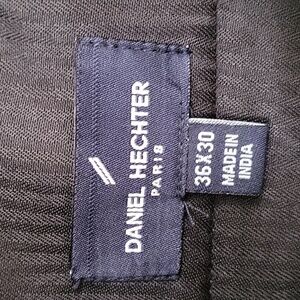 DANIEL HECHTER
PARIS
36X30
MADE IN
INDIA